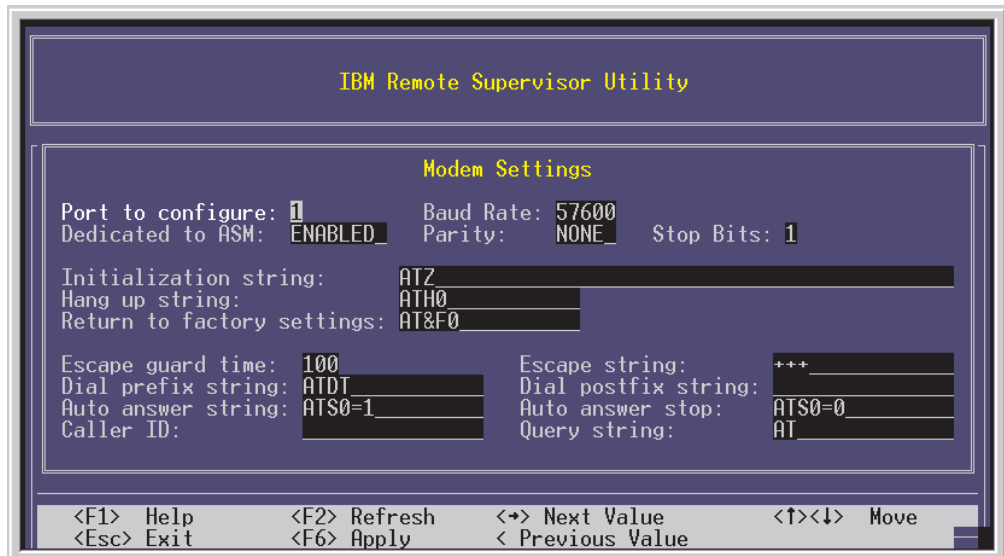 IBM Remote Supervisor Utility
Modem Settings
Port to configure: 1 Baud Rate: 57600
Dedicated to ASM: ENABLED_ Parity: NONE_ Stop Bits: 1
Initialization string: ATZ
Hang up string: ATH0
Return to factory settings: AT&F0
Escape guard time: 100 Escape string: +++
Dial prefix string: ATDT Dial postfix string:
Auto answer string: ATS0=1 Auto answer stop: ATS0=0
Caller ID: Query string: AT
<F1> Help <F2> Refresh <→> Next Value <↑><↓> Move
<Esc> Exit <F6> Apply < Previous Value